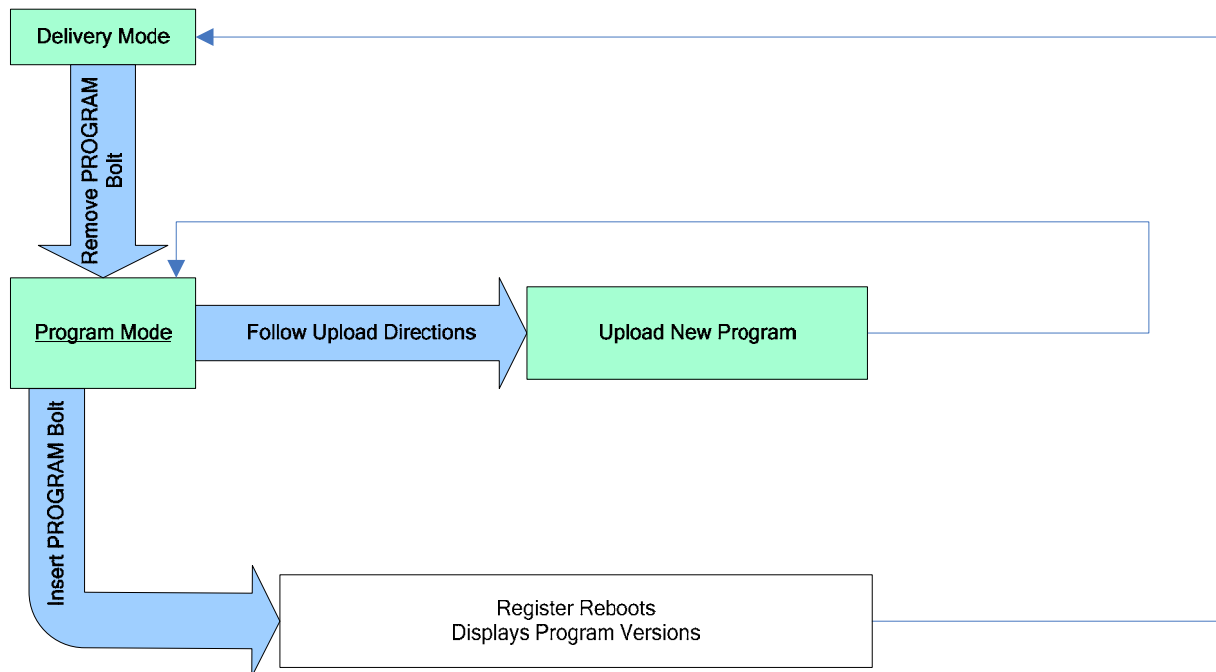 Delivery Mode
Remove PROGRAM
Bolt
Program Mode
Follow Upload Directions
Upload New Program
Insert PROGRAM Bolt
Register Reboots
Displays Program Versions